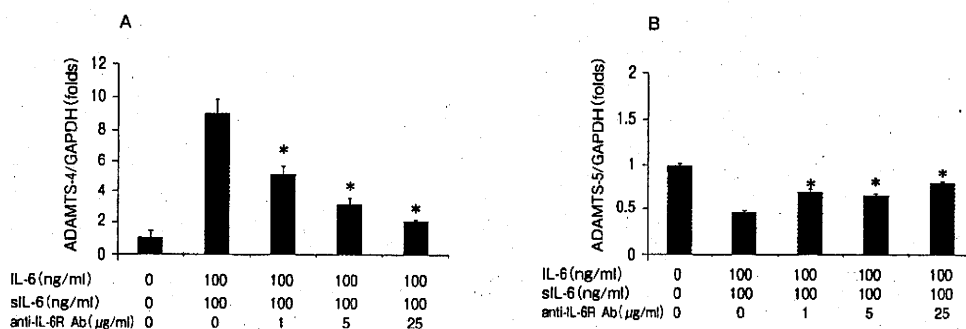 A
ADAMTS-4/GAPDH (folds)
12
10
8
6
4
2
0
*
*
*
IL-6 (ng/ml) 0 100 100 100 100
sIL-6 (ng/ml) 0 100 100 100 100
anti-IL-6R Ab (μg/ml) 0 0 1 5 25
B
ADAMTS-5/GAPDH (folds)
2
1.5
1
0.5
0
*
*
*
IL-6 (ng/ml) 0 100 100 100 100
sIL-6 (ng/ml) 0 100 100 100 100
anti-IL-6R Ab (μg/ml) 0 0 1 5 25